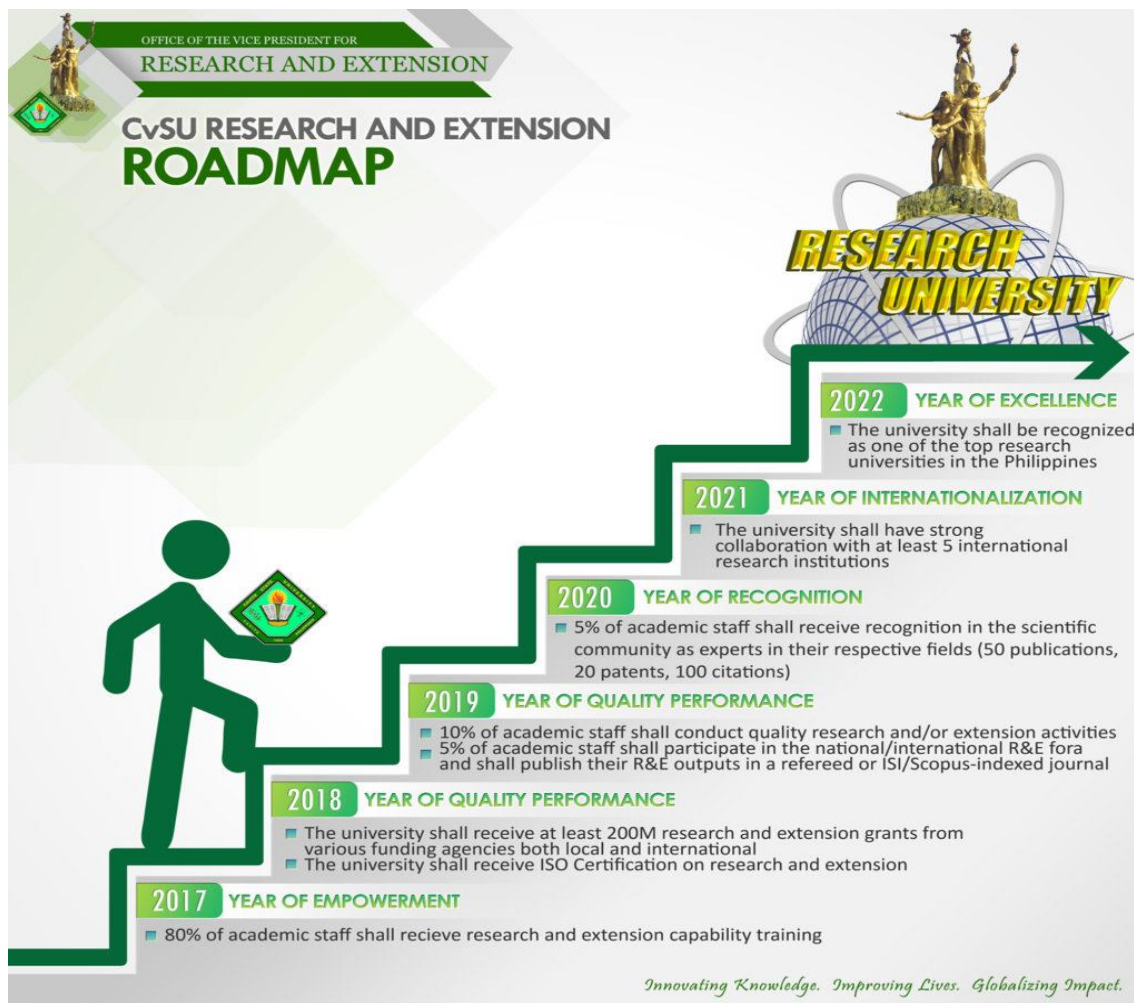 OFFICE OF THE VICE PRESIDENT FOR
RESEARCH AND EXTENSION
CvSU RESEARCH AND EXTENSION
ROADMAP
RESEARCH
UNIVERSITY
2022 YEAR OF EXCELLENCE
The university shall be recognized
as one of the top research
universities in the Philippines
2021 YEAR OF INTERNATIONALIZATION
The university shall have strong
collaboration with at least 5 international
research institutions
2020 YEAR OF RECOGNITION
5% of academic staff shall receive recognition in the scientific
community as experts in their respective fields (50 publications,
20 patents, 100 citations)
2019 YEAR OF QUALITY PERFORMANCE
10% of academic staff shall conduct quality research and/or extension activities
5% of academic staff shall participate in the national/international R&E fora
and shall publish their R&E outputs in a refereed or ISI/Scopus-indexed journal
2018 YEAR OF QUALITY PERFORMANCE
The university shall receive at least 200M research and extension grants from
various funding agencies both local and international
The university shall receive ISO Certification on research and extension
2017 YEAR OF EMPOWERMENT
80% of academic staff shall recieve research and extension capability training
Innovating Knowledge. Improving Lives. Globalizing Impact.